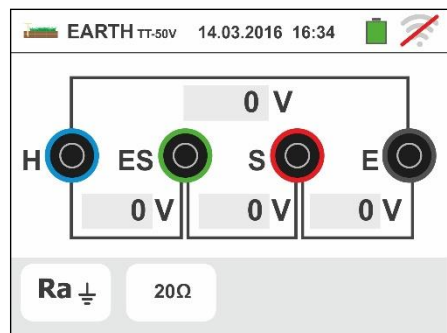 EARTH TT-50V 14.03.2016 16:34
0 V
H ES S E
0 V 0 V 0 V
Ra 20Ω